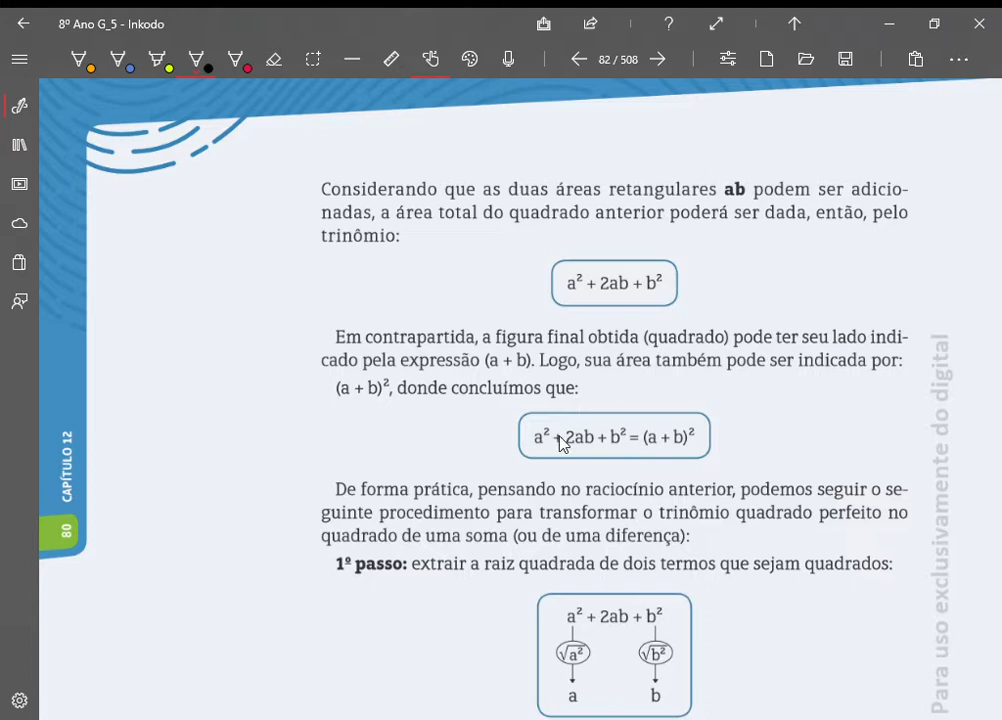 8º Ano G_5 - Inkodo
82 / 508
Considerando que as duas áreas retangulares ab podem ser adicio-
nadas, a área total do quadrado anterior poderá ser dada, então, pelo
trinômio:
a² + 2ab + b²
Em contrapartida, a figura final obtida (quadrado) pode ter seu lado indi-
cado pela expressão (a + b). Logo, sua área também pode ser indicada por:
(a + b)², donde concluímos que:
a² + 2ab + b² = (a + b)²
De forma prática, pensando no raciocínio anterior, podemos seguir o se-
guinte procedimento para transformar o trinômio quadrado perfeito no
quadrado de uma soma (ou de uma diferença):
1º passo: extrair a raiz quadrada de dois termos que sejam quadrados:
a² + 2ab + b²
√a² √b²
a b
CAPÍTULO 12
80
Para uso exclusivamente do digital